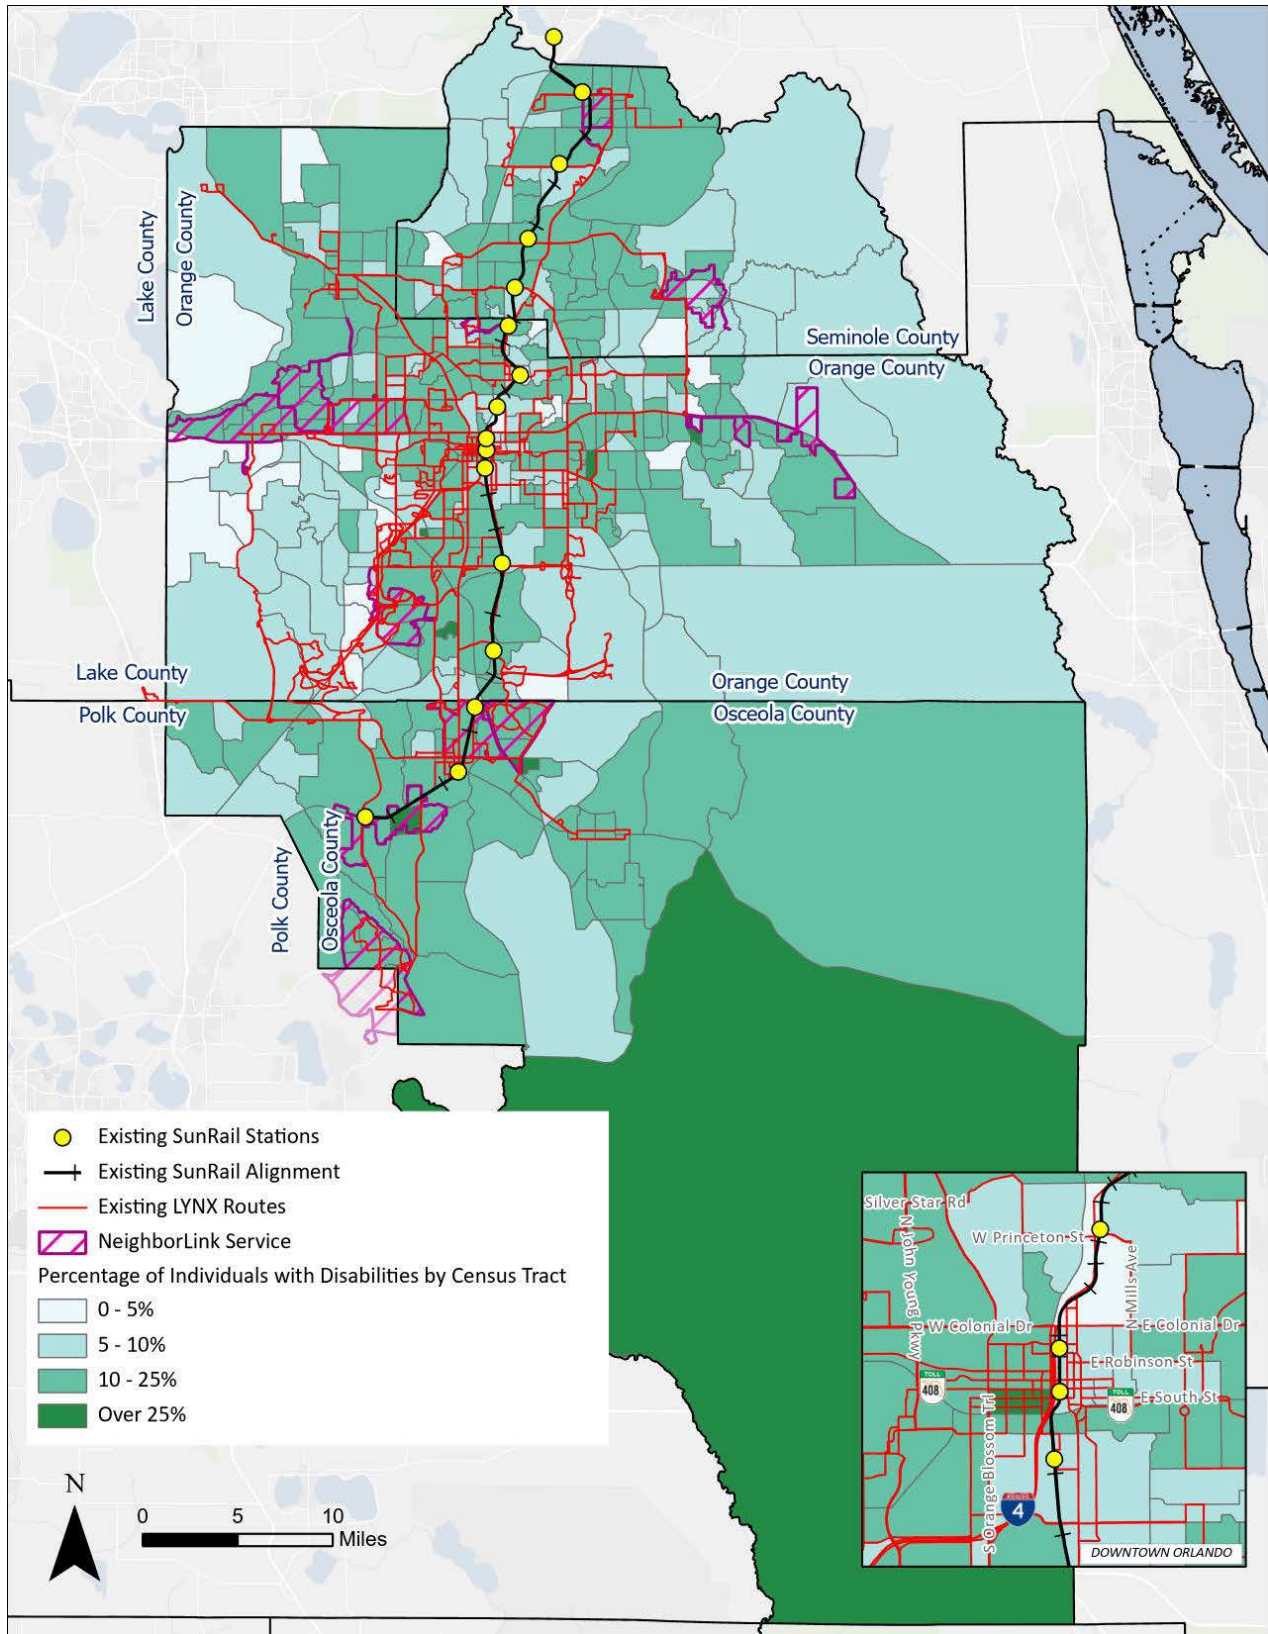 Lake County
Orange County
Seminole County
Orange County
Lake County
Polk County
Orange County
Osceola County
Polk County
Osceola County
Existing SunRail Stations
Existing SunRail Alignment
Existing LYNX Routes
NeighborLink Service
Percentage of Individuals with Disabilities by Census Tract
0 - 5%
5 - 10%
10 - 25%
Over 25%
N
0 5 10
Miles
Silver Star Rd
N John Young Pkwy
W Princeton St
N Mills Ave
W Colonial Dr
E Colonial Dr
E Robinson St
TOLL
408
E South St
TOLL
408
S Orange Blossom Trl
4
DOWNTOWN ORLANDO